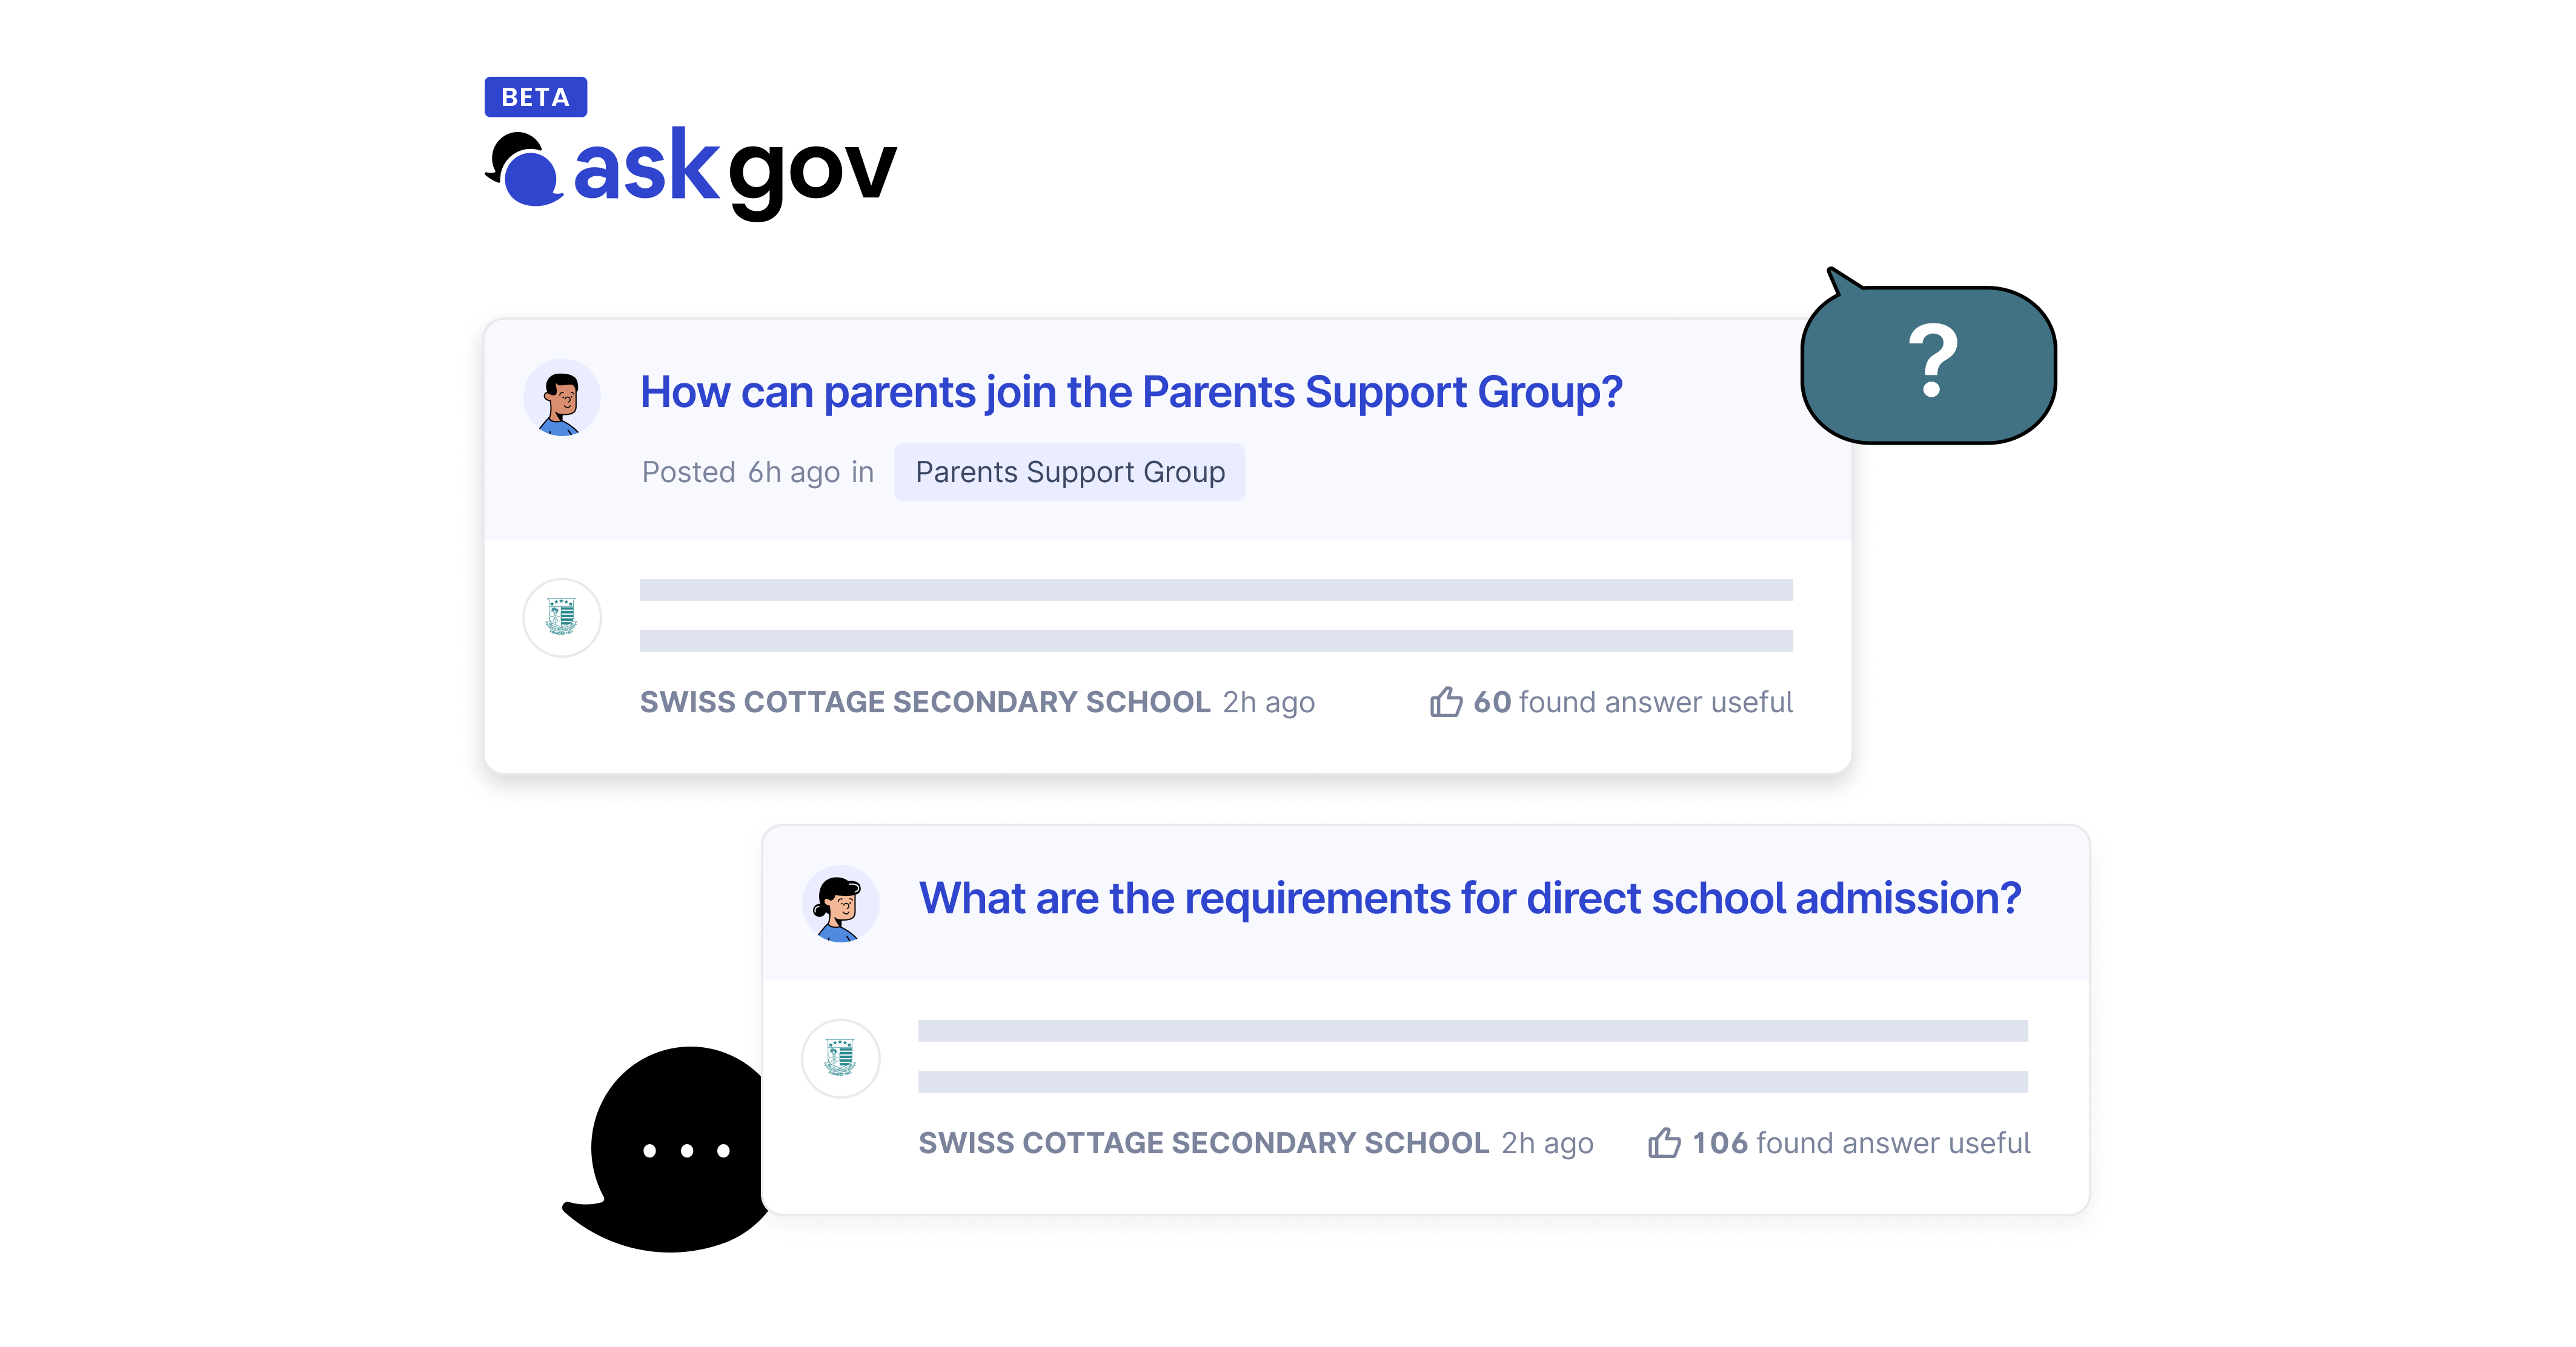 BETA
askgov
?
How can parents join the Parents Support Group?
Posted 6h ago in Parents Support Group
SWISS COTTAGE SECONDARY SCHOOL 2h ago 60 found answer useful
What are the requirements for direct school admission?
SWISS COTTAGE SECONDARY SCHOOL 2h ago 106 found answer useful